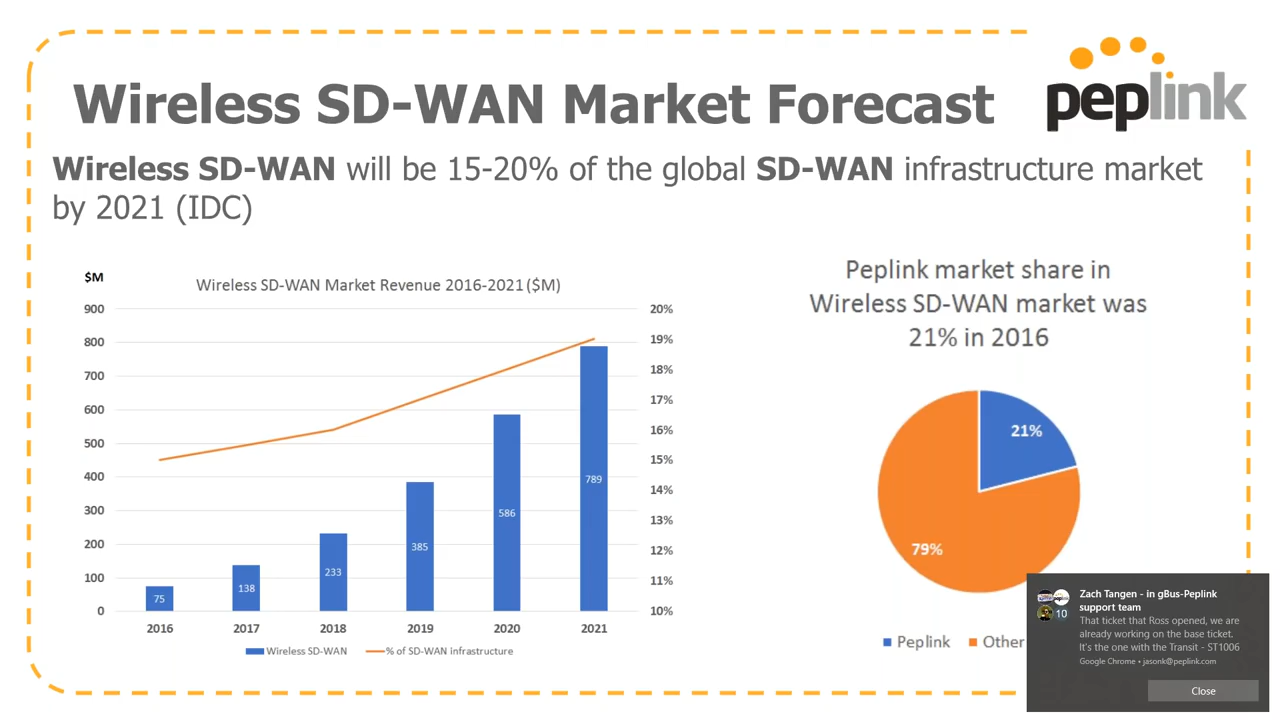 Wireless SD-WAN Market Forecast
peplink
Wireless SD-WAN will be 15-20% of the global SD-WAN infrastructure market
by 2021 (IDC)
$M
Wireless SD-WAN Market Revenue 2016-2021 ($M)
900
800
700
600
500
400
300
200
100
0
20%
19%
18%
17%
16%
15%
14%
13%
12%
11%
10%
75
138
233
385
586
789
2016 2017 2018 2019 2020 2021
Wireless SD-WAN % of SD-WAN infrastructure
Peplink market share in
Wireless SD-WAN market was
21% in 2016
21%
79%
Peplink Other
Zach Tangen - in gBus-Peplink
support team
That ticket that Ross opened, we are
already working on the base ticket.
It's the one with the Transit - ST1006
Google Chrome • jasonk@peplink.com
10
Close